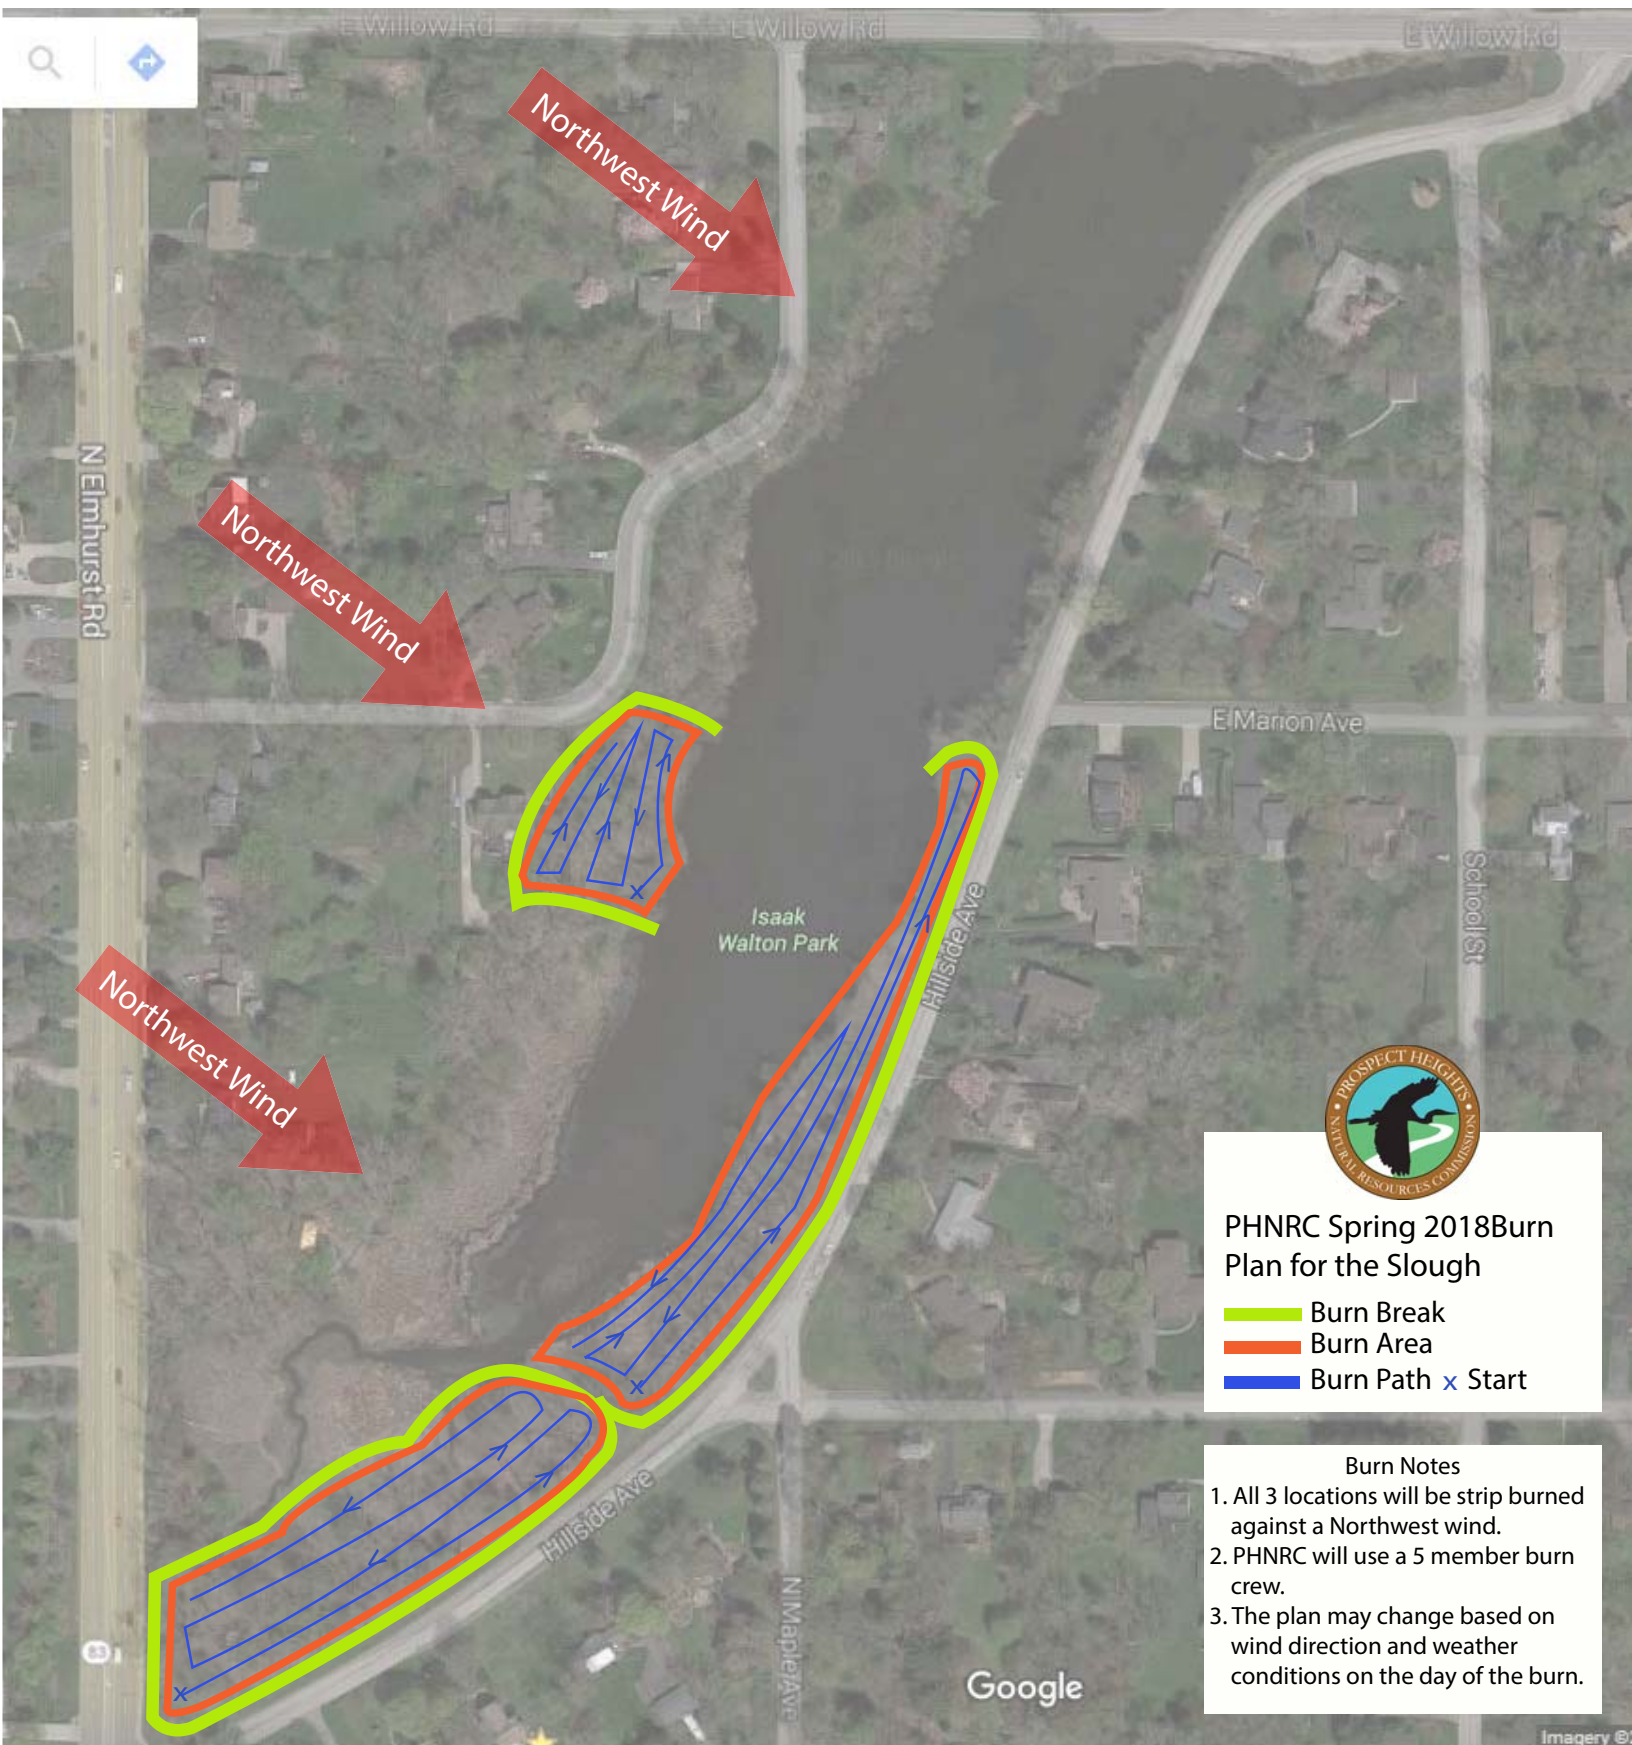 E Willow Rd
E Willow Rd
E Willow Rd
Northwest Wind
N Elmhurst Rd
Northwest Wind
E Marion Ave
School St
Isaak
Walton Park
Hillside Ave
Northwest Wind
PROSPECT HEIGHTS
NATURAL RESOURCES COMMISSION
PHNRC Spring 2018Burn
Plan for the Slough
Burn Break
Burn Area
Burn Path x Start
x
x
x
Hillside Ave
N Maple Ave
83
Burn Notes
1. All 3 locations will be strip burned
against a Northwest wind.
2. PHNRC will use a 5 member burn
crew.
3. The plan may change based on
wind direction and weather
conditions on the day of the burn.
Google
Imagery ©